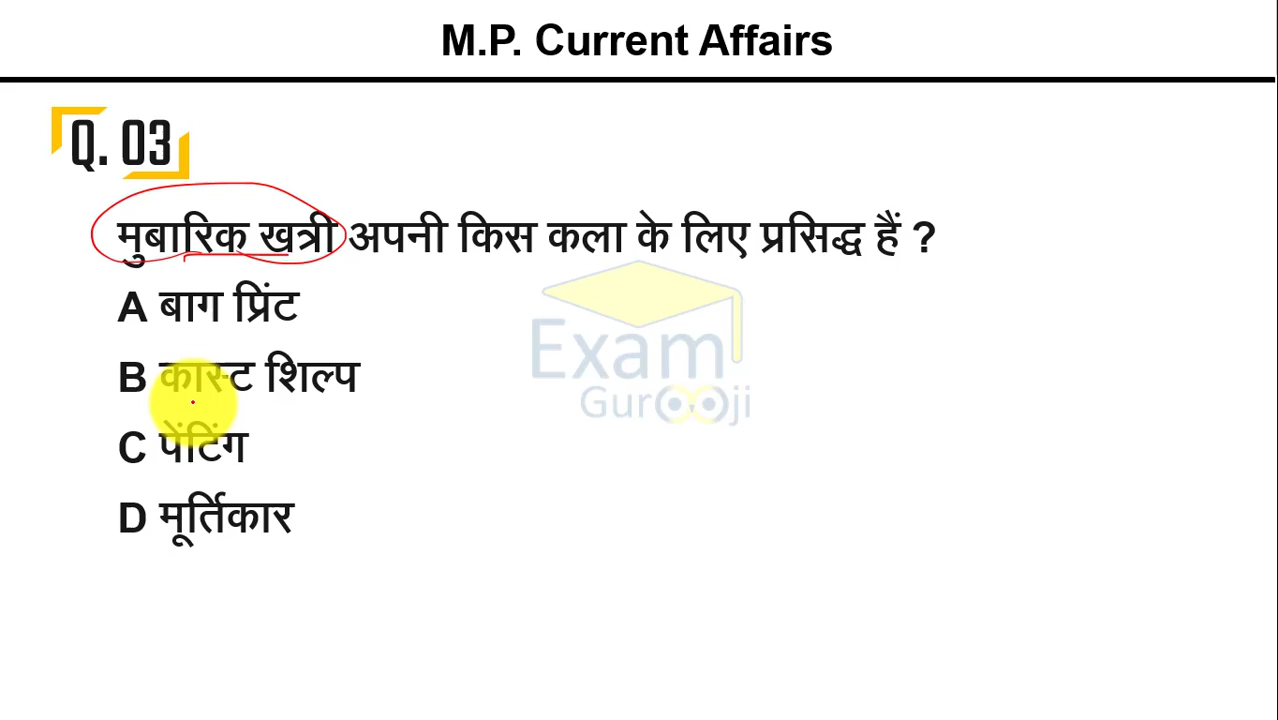 M.P. Current Affairs
Q. 03
मुबारिक खत्री अपनी किस कला के लिए प्रसिद्ध हैं ?
A बाग प्रिंट
B कास्ट शिल्प
C पेंटिंग
D मूर्तिकार
Exam
Gurooji